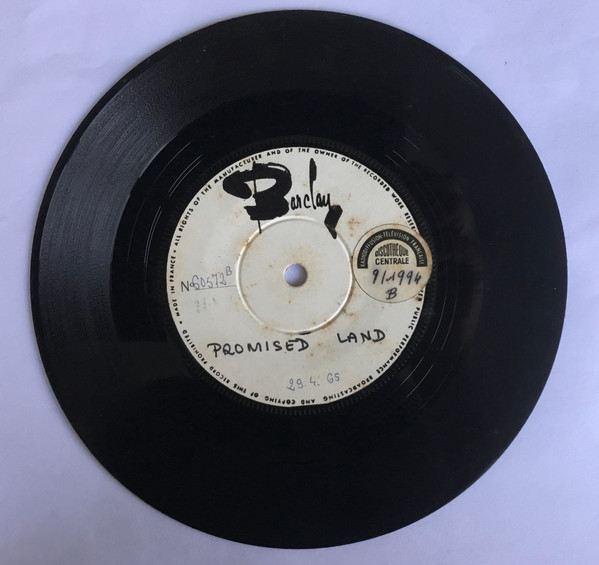 MADE IN FRANCE • ALL RIGHTS OF THE MANUFACTURER AND OF THE OWNER OF THE RECORDED WORK RESERVED
PUBLIC PERFORMANCE BROADCASTING AND COPYING OF THIS RECORD PROHIBITED •
Barclay
RADIODIFFUSION-TÉLÉVISION FRANÇAISE
DISCOTHÈQUE
CENTRALE
91.1994
B
No 60572 B
PROMISED LAND
29.4.65